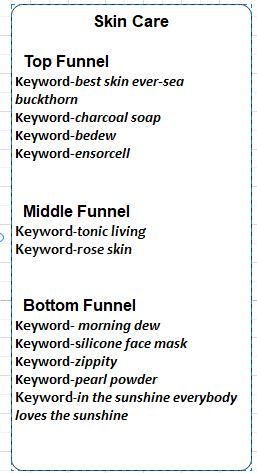 Skin Care
Top Funnel
Keyword-best skin ever-sea
buckthorn
Keyword-charcoal soap
Keyword-bedew
Keyword-ensorcell
Middle Funnel
Keyword-tonic living
Keyword-rose skin
Bottom Funnel
Keyword- morning dew
Keyword-silicone face mask
Keyword-zippity
Keyword-pearl powder
Keyword-in the sunshine everybody
loves the sunshine